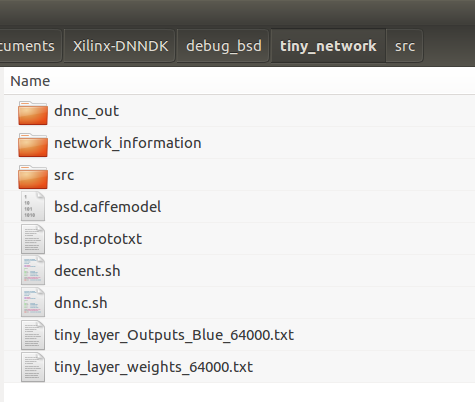 cuments Xilinx-DNNDK debug_bsd tiny_network src
Name
dnnc_out
network_information
src
bsd.caffemodel
bsd.prototxt
decent.sh
dnnc.sh
tiny_layer_Outputs_Blue_64000.txt
tiny_layer_weights_64000.txt